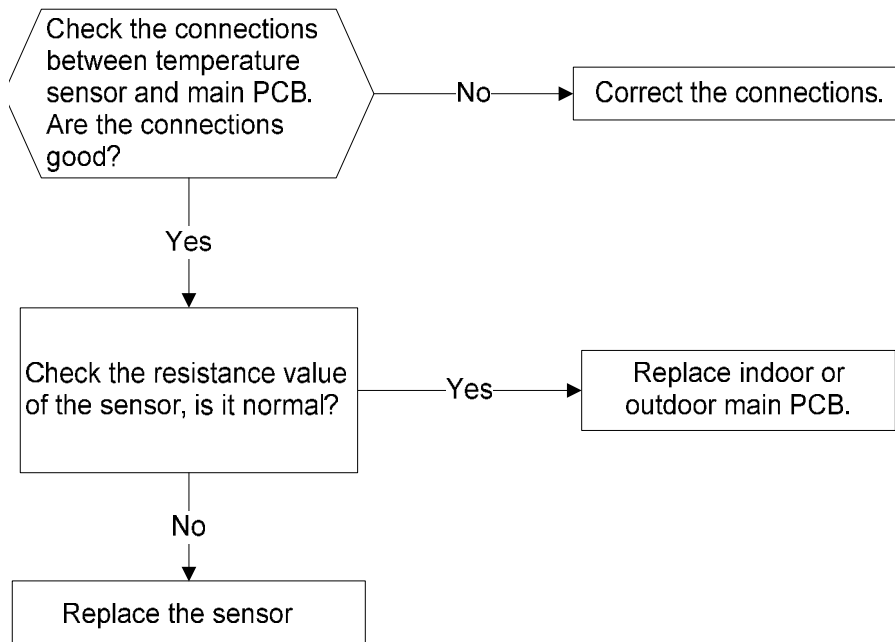 Check the connections
between temperature
sensor and main PCB.
Are the connections
good?
No
Correct the connections.
Yes
Check the resistance value
of the sensor, is it normal?
Yes
Replace indoor or
outdoor main PCB.
No
Replace the sensor